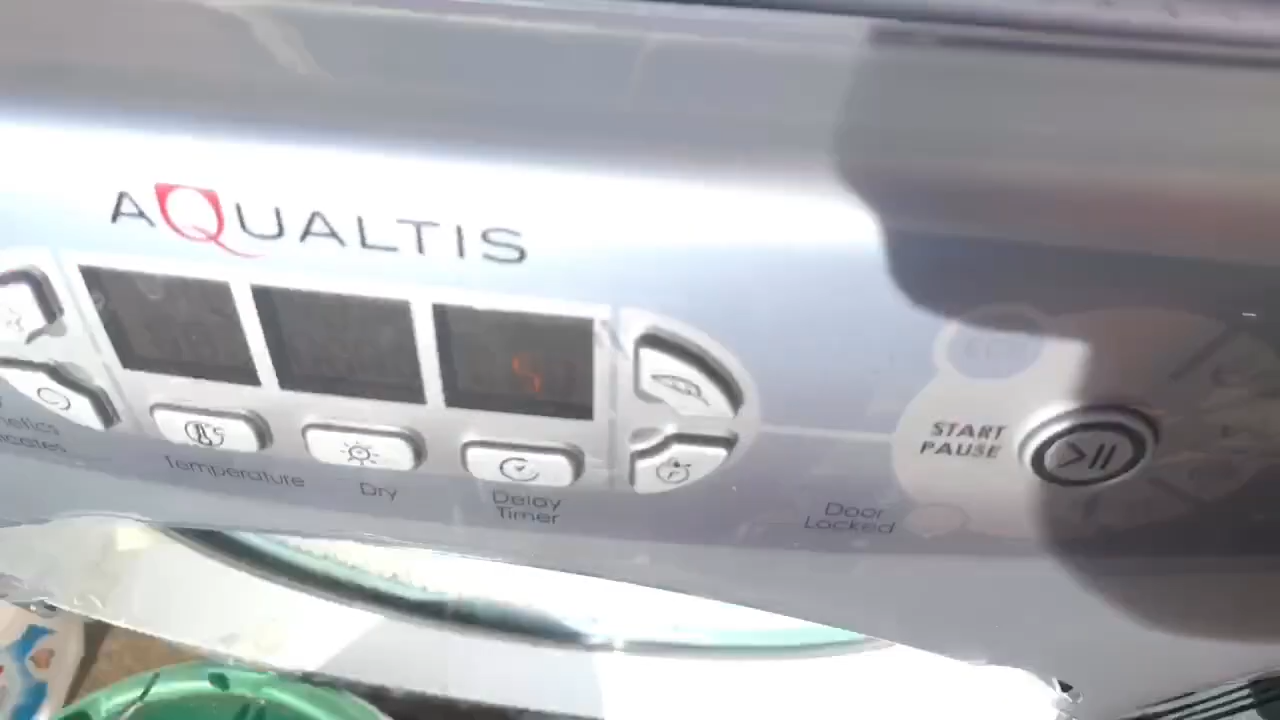 AQUALTIS
START
PAUSE
Temperature
Dry
Delay
Timer
Door
Locked